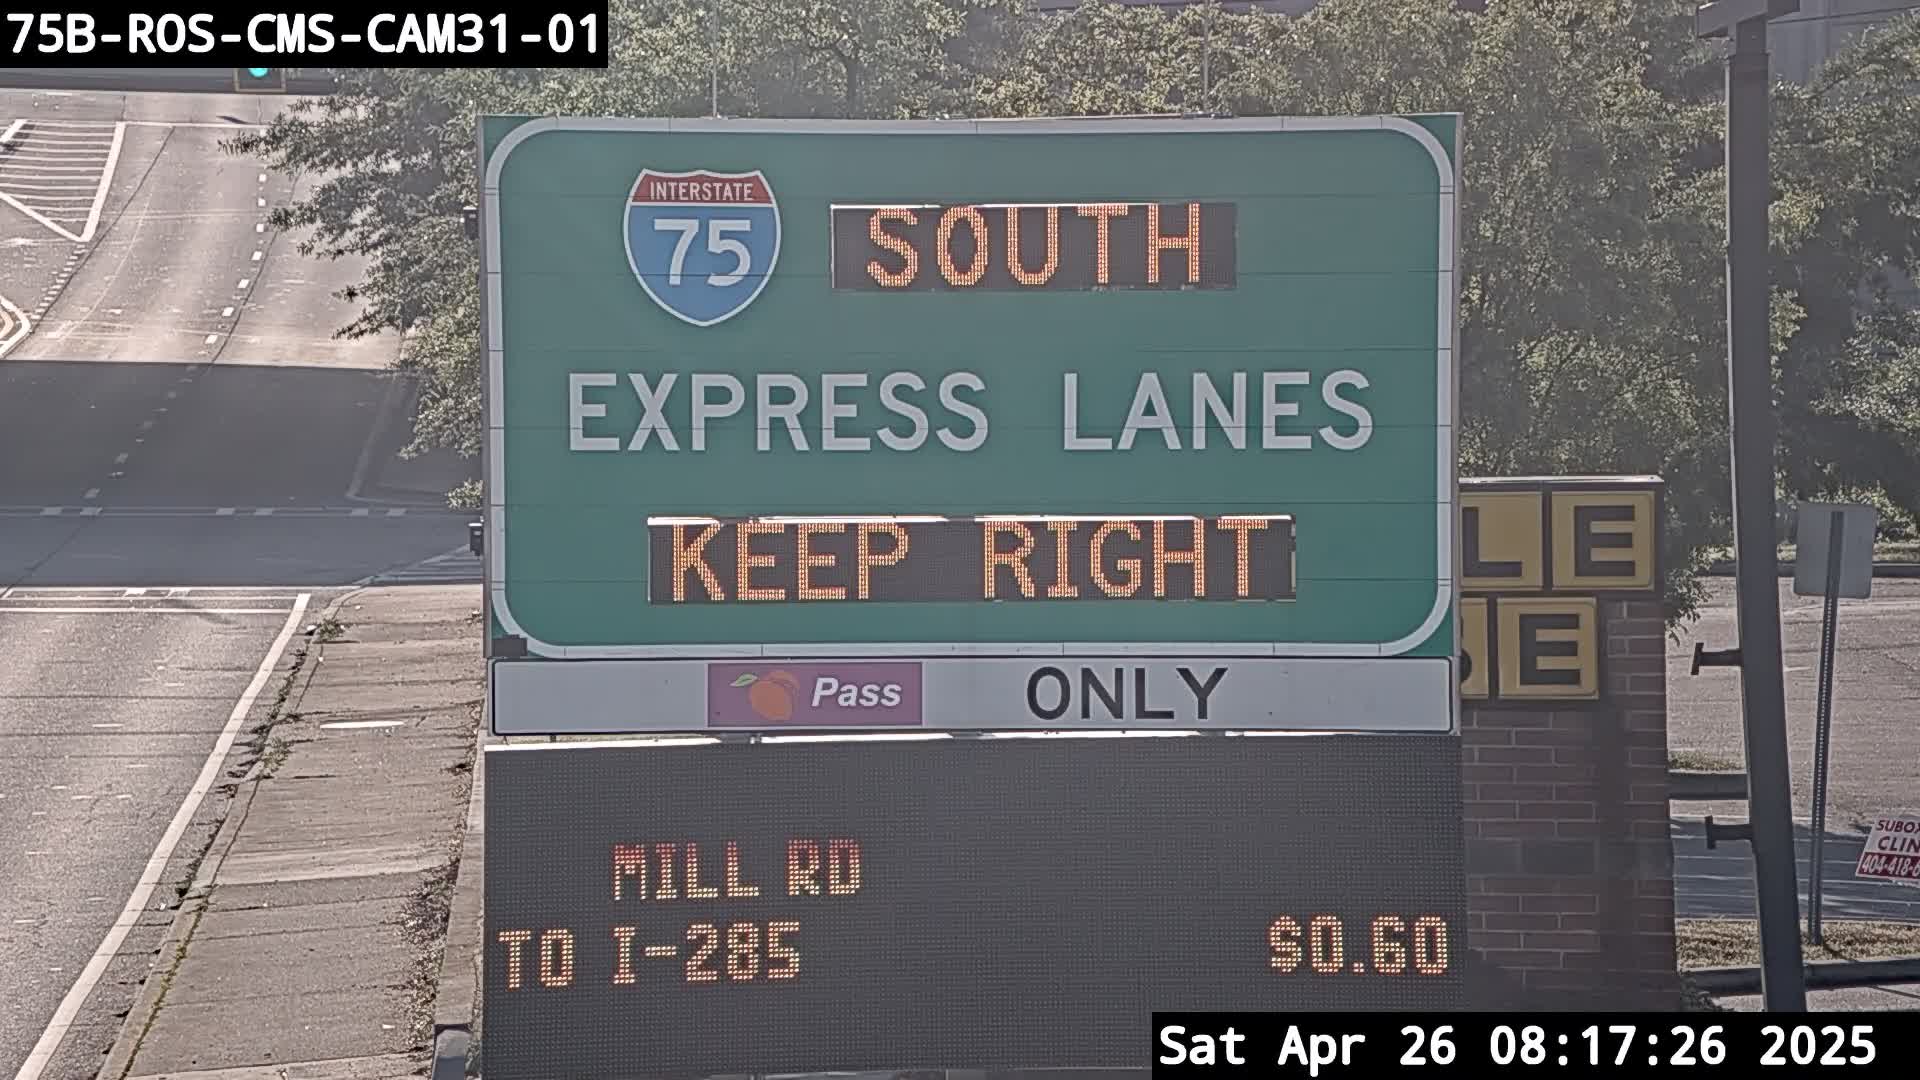 75B-ROS-CMS-CAM31-01
INTERSTATE
75
SOUTH
EXPRESS LANES
KEEP RIGHT
Pass ONLY
MILL RD
TO I-285 $0.60
LE
E
Sat Apr 26 08:17:26 2025